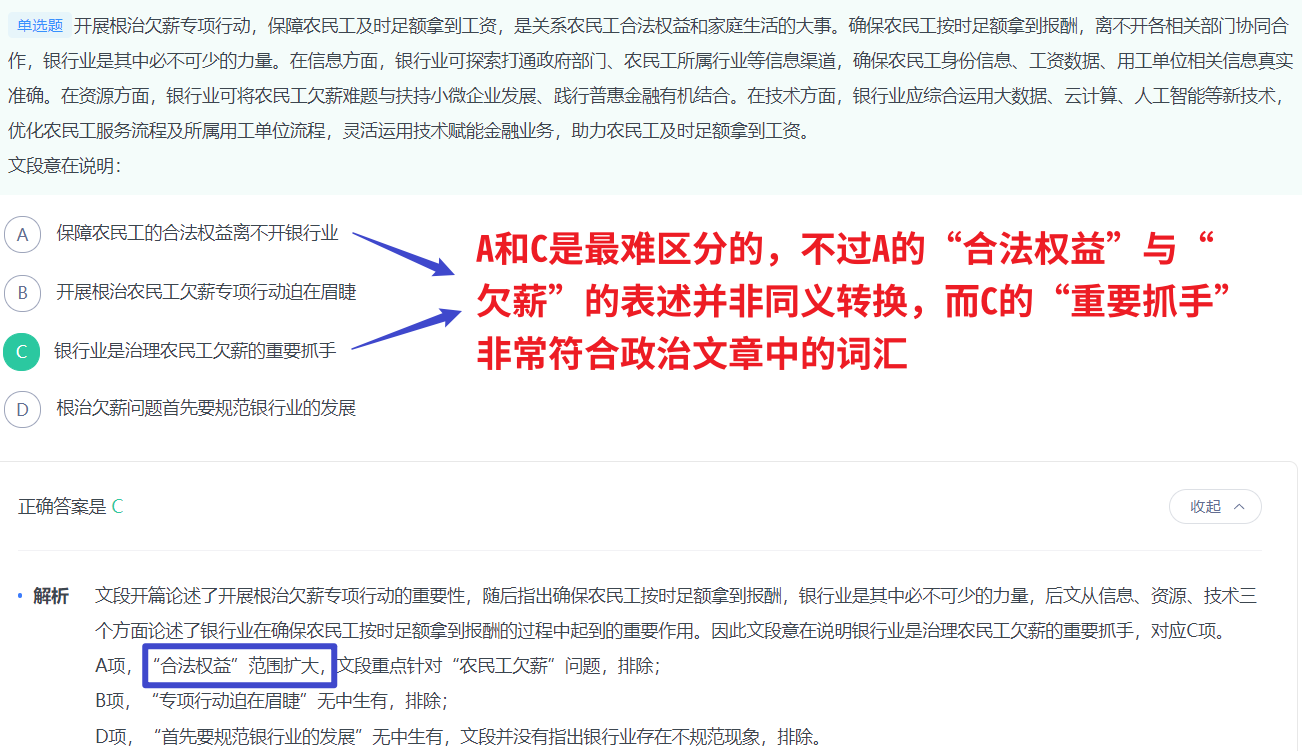 单选题 开展根治欠薪专项行动，保障农民工及时足额拿到工资，是关系农民工合法权益和家庭生活的大事。确保农民工按时足额拿到报酬，离不开各相关部门协同合
作，银行业是其中必不可少的力量。在信息方面，银行业可探索打通政府部门、农民工所属行业等信息渠道，确保农民工身份信息、工资数据、用工单位相关信息真实
准确。在资源方面，银行业可将农民工欠薪难题与扶持小微企业发展、践行普惠金融有机结合。在技术方面，银行业应综合运用大数据、云计算、人工智能等新技术，
优化农民工服务流程及所属用工单位流程，灵活运用技术赋能金融业务，助力农民工及时足额拿到工资。
文段意在说明：
A 保障农民工的合法权益离不开银行业
B 开展根治农民工欠薪专项行动迫在眉睫
C 银行业是治理农民工欠薪的重要抓手
D 根治欠薪问题首先要规范银行业的发展
A和C是最难区分的，不过A的“合法权益”与“
欠薪”的表述并非同义转换，而C的“重要抓手”
非常符合政治文章中的词汇
正确答案是 C
收起
解析 文段开篇论述了开展根治欠薪专项行动的重要性，随后指出确保农民工按时足额拿到报酬，银行业是其中必不可少的力量，后文从信息、资源、技术三
个方面论述了银行业在确保农民工按时足额拿到报酬的过程中起到的重要作用。因此文段意在说明银行业是治理农民工欠薪的重要抓手，对应C项。
A项，“合法权益”范围扩大，文段重点针对“农民工欠薪”问题，排除；
B项，“专项行动迫在眉睫”无中生有，排除；
D项，“首先要规范银行业的发展”无中生有，文段并没有指出银行业存在不规范现象，排除。